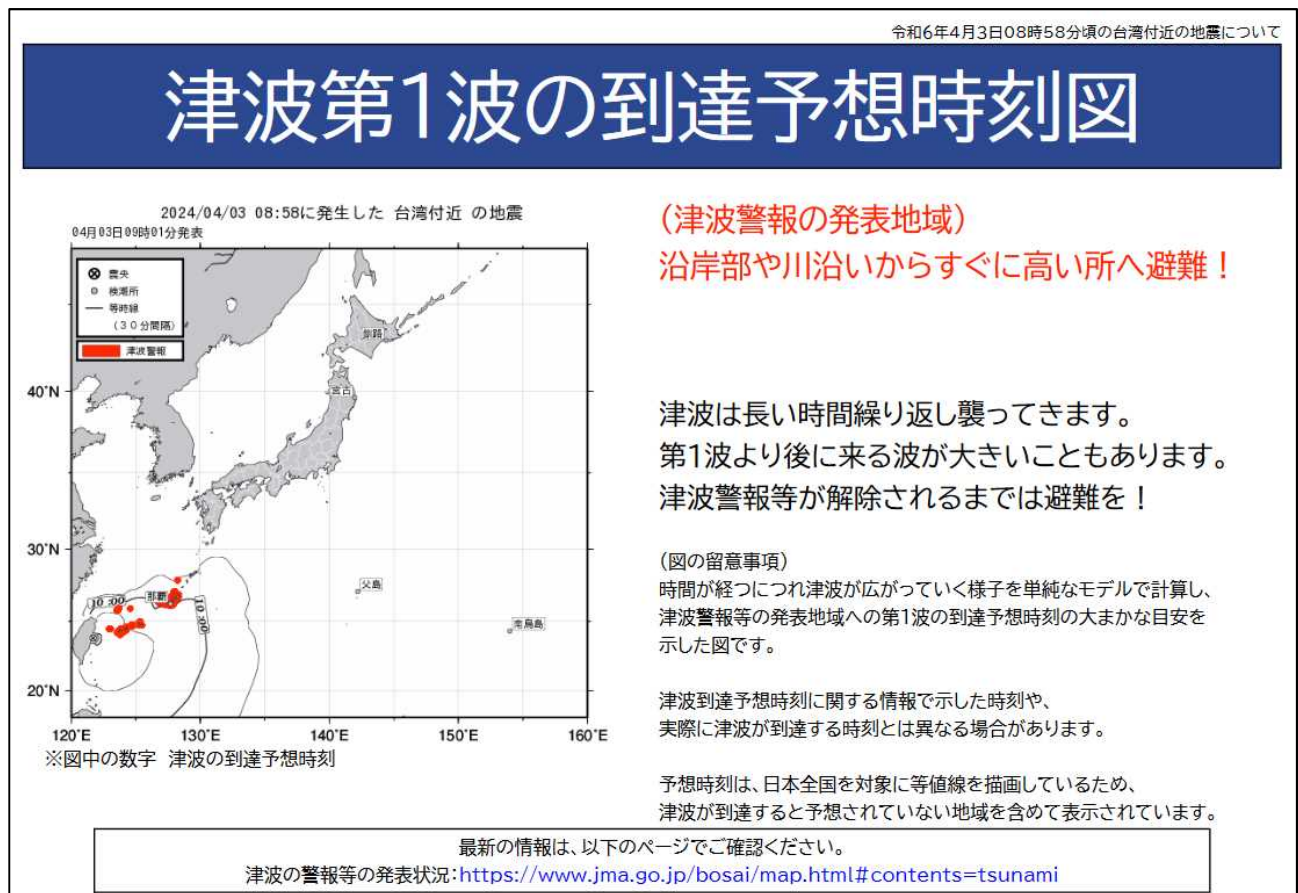 令和6年4月3日08時58分頃の台湾付近の地震について
津波第1波の到達予想時刻図
2024/04/03 08:58に発生した 台湾付近 の地震
04月03日09時01分発表
震央
検潮所
等時線
(30分間隔)
津波警報
釧路
宮古
40°N
30°N
父島
那覇
10:00
10:00
南鳥島
20°N
120°E
130°E
140°E
150°E
160°E
※図中の数字 津波の到達予想時刻
(津波警報の発表地域)
沿岸部や川沿いからすぐに高い所へ避難!
津波は長い時間繰り返し襲ってきます。
第1波より後に来る波が大きいこともあります。
津波警報等が解除されるまでは避難を!
(図の留意事項)
時間が経つにつれ津波が広がっていく様子を単純なモデルで計算し、
津波警報等の発表地域への第1波の到達予想時刻の大まかな目安を
示した図です。
津波到達予想時刻に関する情報で示した時刻や、
実際に津波が到達する時刻とは異なる場合があります。
予想時刻は、日本全国を対象に等値線を描画しているため、
津波が到達すると予想されていない地域を含めて表示されています。
最新の情報は、以下のページでご確認ください。
津波の警報等の発表状況:https://www.jma.go.jp/bosai/map.html#contents=tsunami